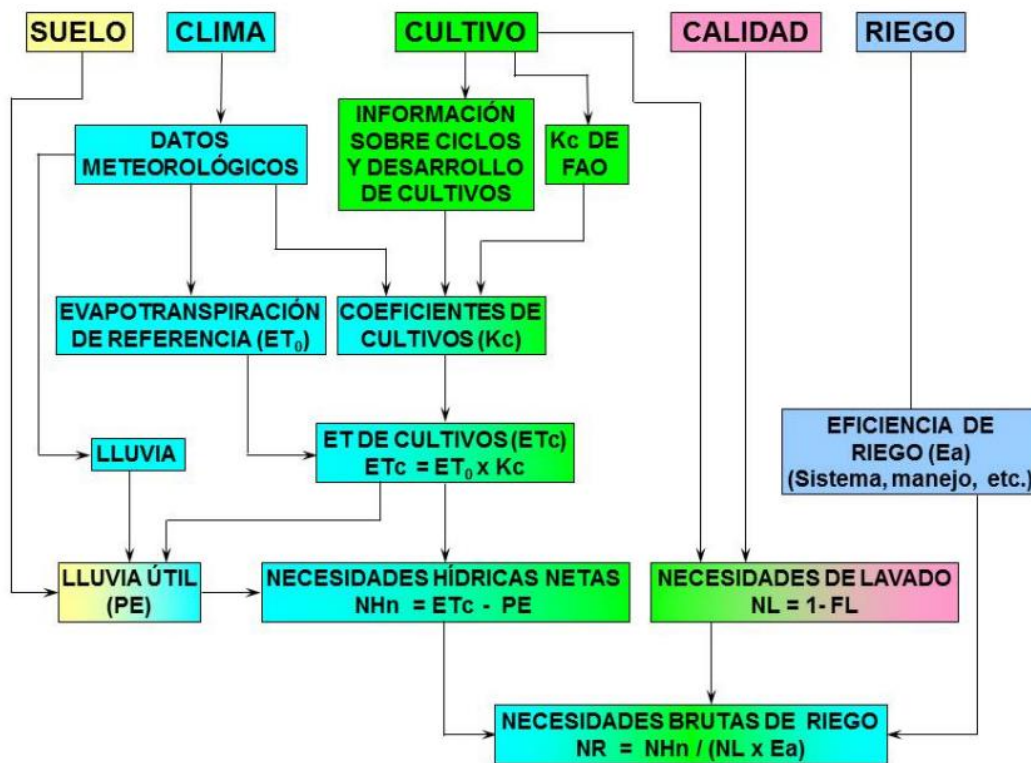 SUELO
CLIMA
CULTIVO
CALIDAD
RIEGO
DATOS
METEOROLÓGICOS
INFORMACIÓN
SOBRE CICLOS
Y DESARROLLO
DE CULTIVOS
Kc DE
FAO
EVAPOTRANSPIRACIÓN
DE REFERENCIA (ET₀)
COEFICIENTES DE
CULTIVOS (Kc)
LLUVIA
ET DE CULTIVOS (ETc)
ETc = ET₀ x Kc
EFICIENCIA DE
RIEGO (Ea)
(Sistema, manejo, etc.)
LLUVIA ÚTIL
(PE)
NECESIDADES HÍDRICAS NETAS
NHn = ETc - PE
NECESIDADES DE LAVADO
NL = 1- FL
NECESIDADES BRUTAS DE RIEGO
NR = NHn / (NL x Ea)